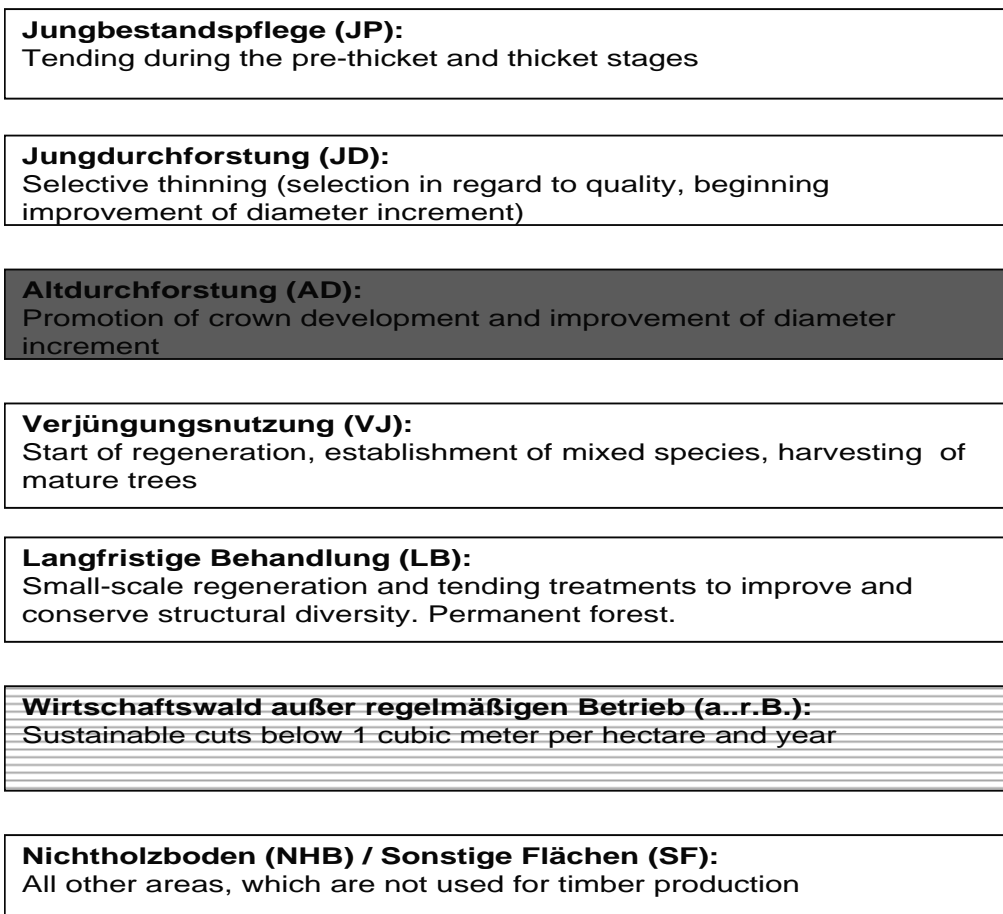 Jungbestandspflege (JP):
Tending during the pre-thicket and thicket stages
Jungdurchforstung (JD):
Selective thinning (selection in regard to quality, beginning
improvement of diameter increment)
Altdurchforstung (AD):
Promotion of crown development and improvement of diameter
increment
Verjüngungsnutzung (VJ):
Start of regeneration, establishment of mixed species, harvesting of
mature trees
Langfristige Behandlung (LB):
Small-scale regeneration and tending treatments to improve and
conserve structural diversity. Permanent forest.
Wirtschaftswald außer regelmäßigen Betrieb (a..r.B.):
Sustainable cuts below 1 cubic meter per hectare and year
Nichtholzboden (NHB) / Sonstige Flächen (SF):
All other areas, which are not used for timber production